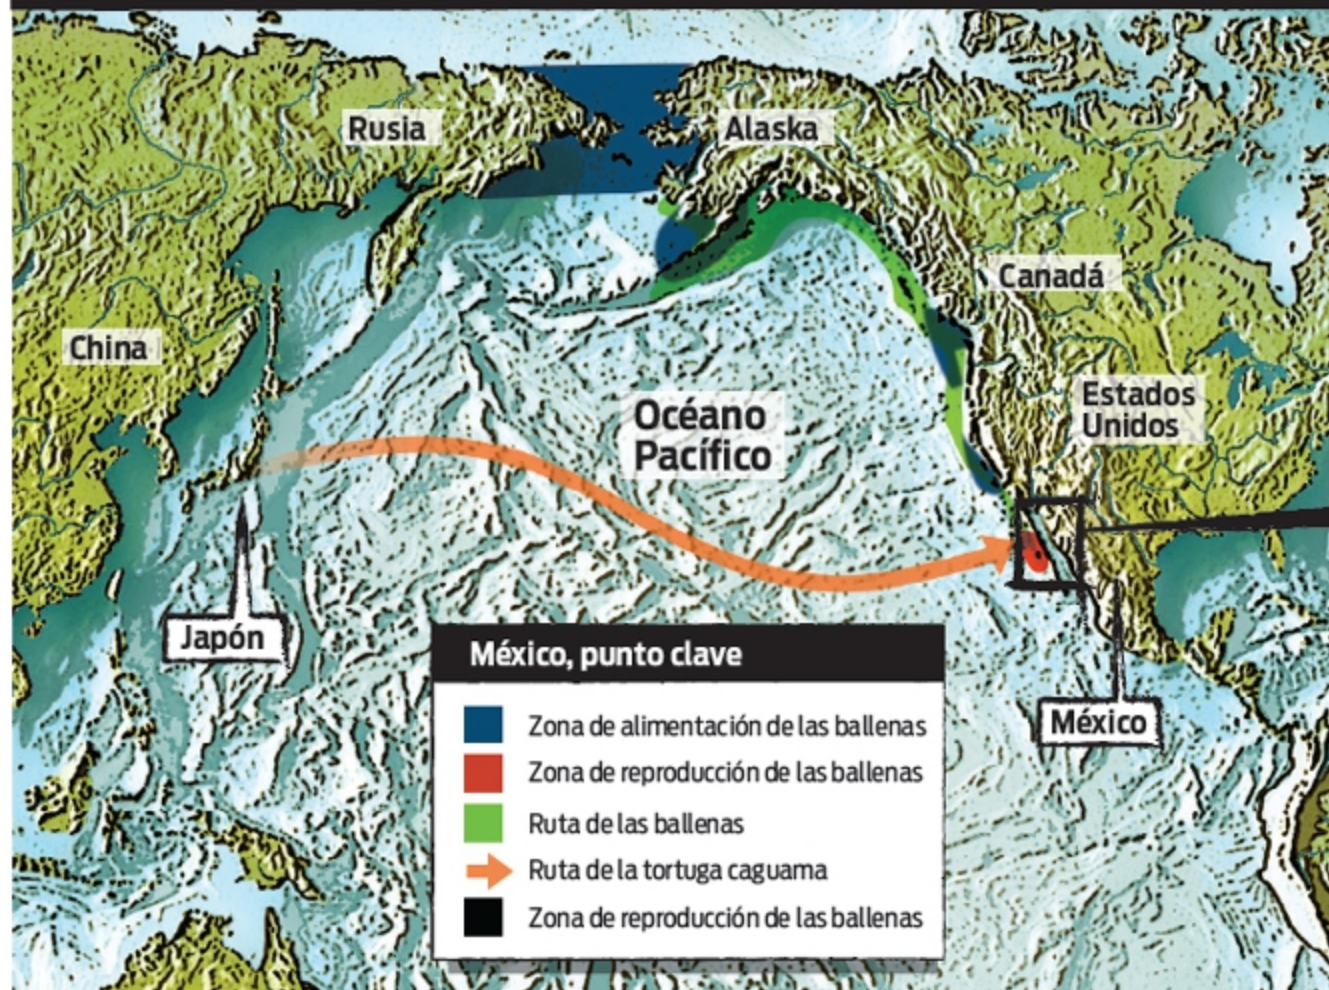 Rusia
Alaska
Canadá
China
Estados
Unidos
Océano
Pacífico
Japón
México
México, punto clave
Zona de alimentación de las ballenas
Zona de reproducción de las ballenas
Ruta de las ballenas
Ruta de la tortuga caguama
Zona de reproducción de las ballenas